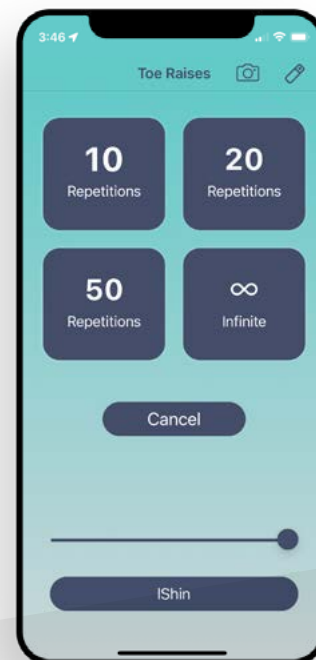 3:46
Toe Raises
10
Repetitions
20
Repetitions
50
Repetitions
∞
Infinite
Cancel
IShin